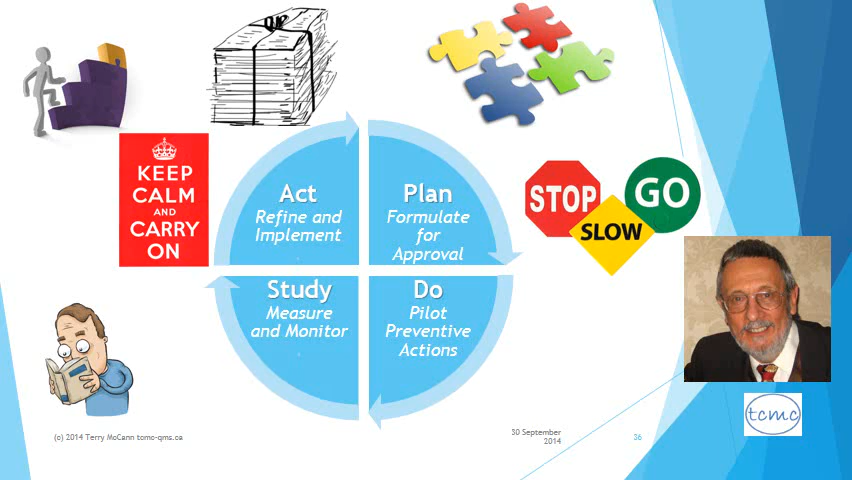 KEEP
CALM
AND
CARRY
ON
Act
Refine and
Implement
Plan
Formulate
for
Approval
STOP
SLOW
GO
Study
Measure
and Monitor
Do
Pilot
Preventive
Actions
(c) 2014 Terry McCann tcmc-qms.ca
30 September
2014
36
tcmc